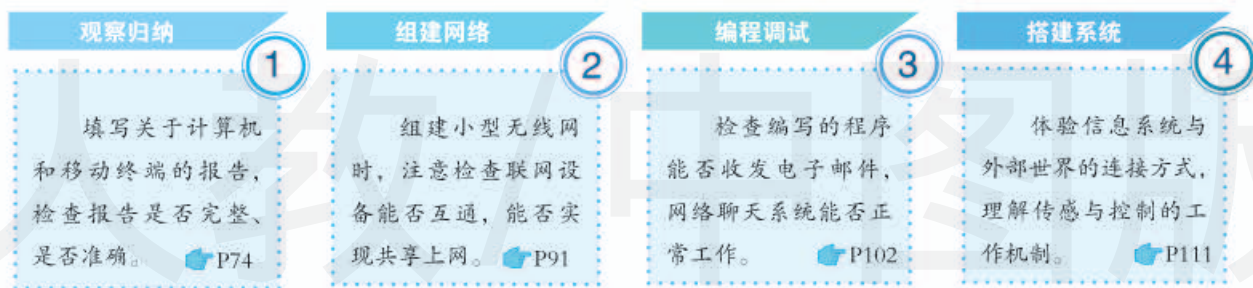 观察归纳
1
填写关于计算机
和移动终端的报告，
检查报告是否完整、
是否准确。 P74
组建网络
2
组建小型无线网
时，注意检查联网设
备能否互通，能否实
现共享上网。 P91
编程调试
3
检查编写的程序
能否收发电子邮件，
网络聊天系统能否正
常工作。 P102
搭建系统
4
体验信息系统与
外部世界的连接方式，
理解传感与控制的工
作机制。 P111
人教/中图版